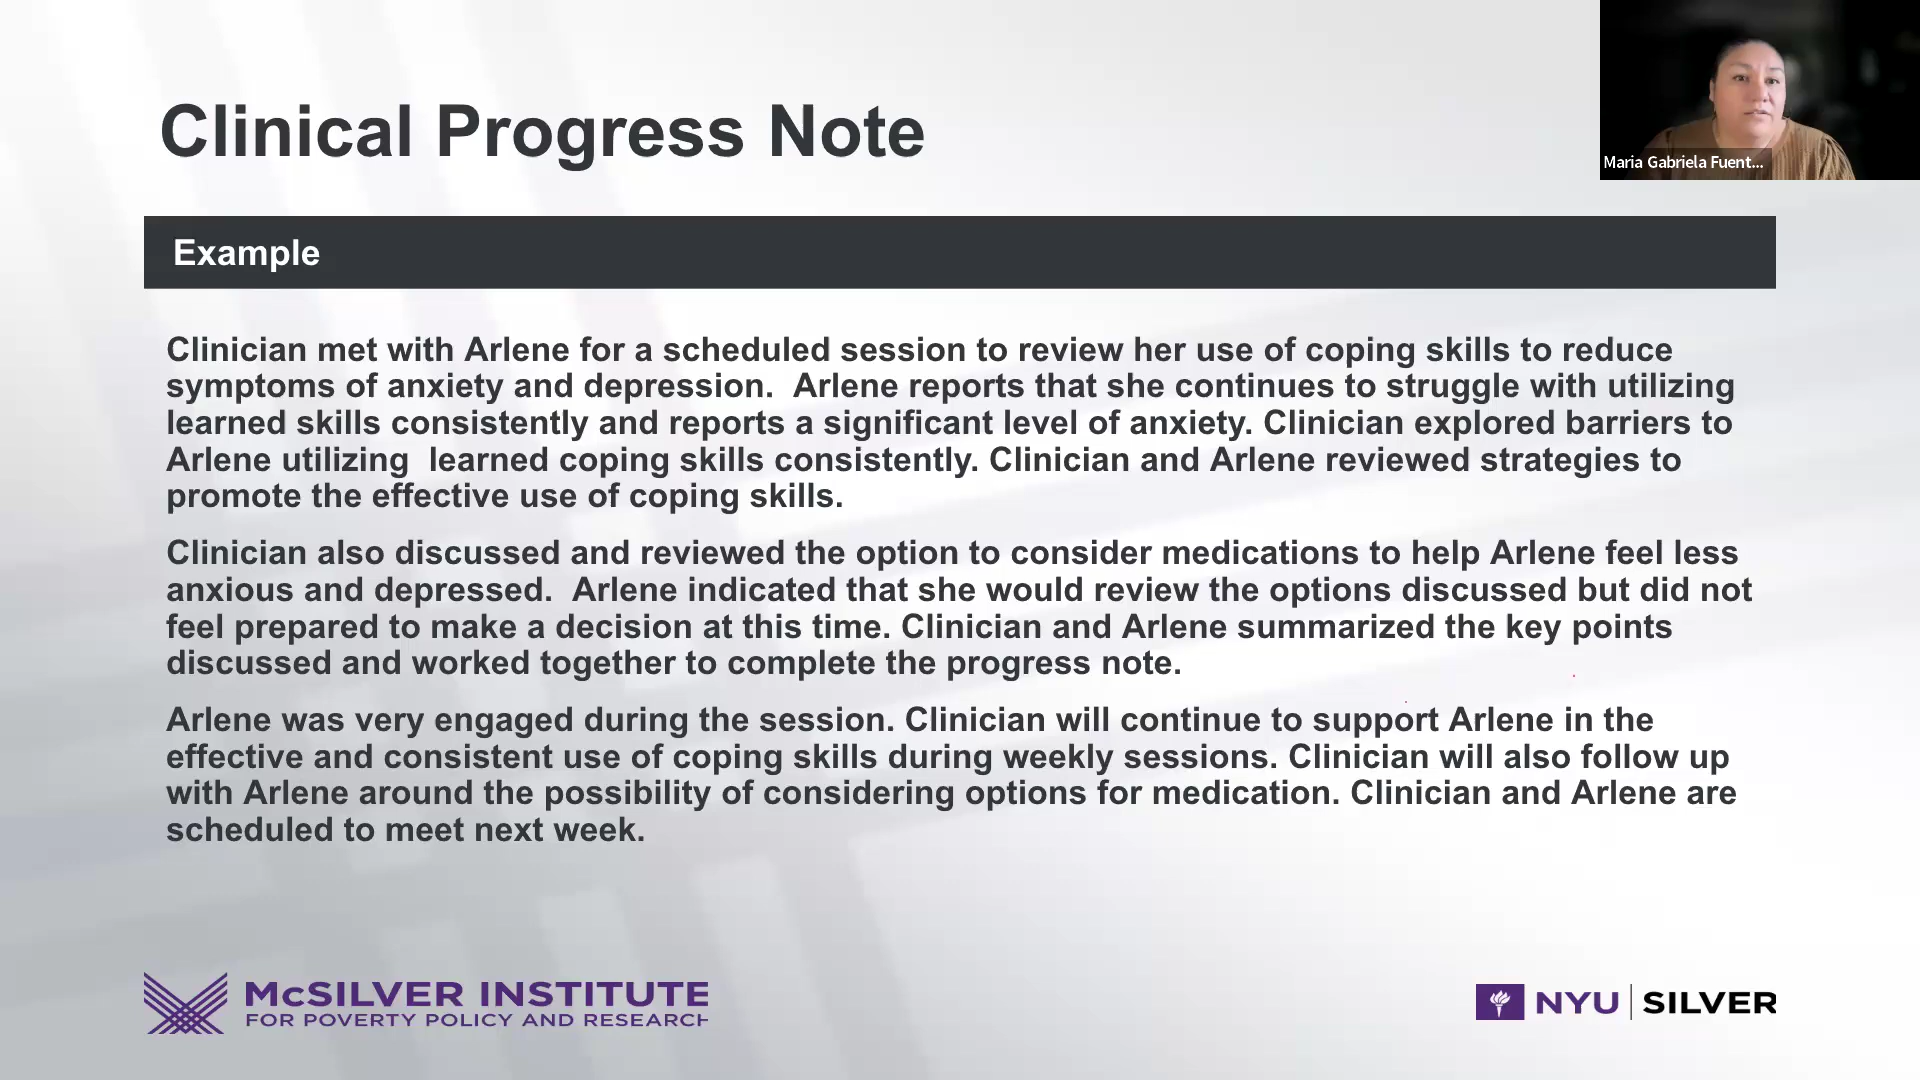 Clinical Progress Note
Maria Gabriela Fuent...
Example
Clinician met with Arlene for a scheduled session to review her use of coping skills to reduce
symptoms of anxiety and depression.  Arlene reports that she continues to struggle with utilizing
learned skills consistently and reports a significant level of anxiety. Clinician explored barriers to
Arlene utilizing  learned coping skills consistently. Clinician and Arlene reviewed strategies to
promote the effective use of coping skills.
Clinician also discussed and reviewed the option to consider medications to help Arlene feel less
anxious and depressed.  Arlene indicated that she would review the options discussed but did not
feel prepared to make a decision at this time. Clinician and Arlene summarized the key points
discussed and worked together to complete the progress note.
Arlene was very engaged during the session. Clinician will continue to support Arlene in the
effective and consistent use of coping skills during weekly sessions. Clinician will also follow up
with Arlene around the possibility of considering options for medication. Clinician and Arlene are
scheduled to meet next week.
McSILVER INSTITUTE
FOR POVERTY POLICY AND RESEARCH
NYU SILVER